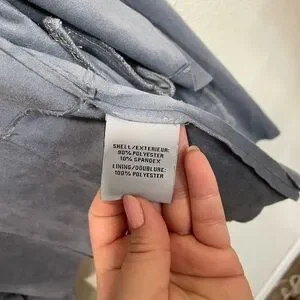 SHELL/EXTERIEUR:
90% POLYESTER
10% SPANDEX
LINING/DOUBLURE:
100% POLYESTER